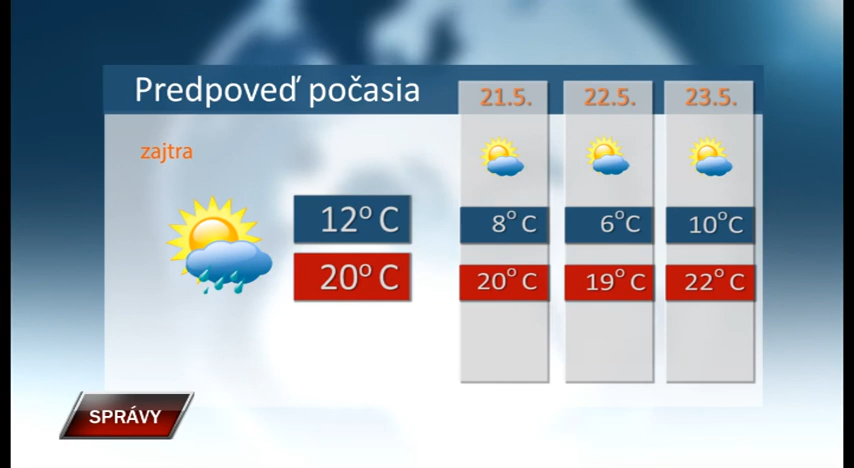 Predpoveď počasia
21.5. 22.5. 23.5.
zajtra
12° C
20° C
8° C 6°C 10°C
20° C 19° C 22° C
SPRÁVY